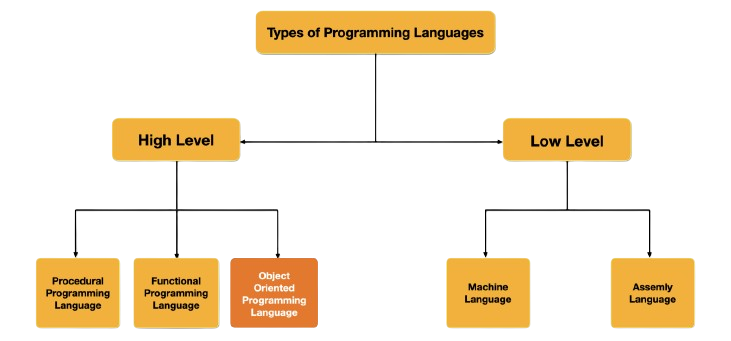 Types of Programming Languages
High Level
Low Level
Procedural
Programming
Language
Functional
Programming
Language
Object
Oriented
Programming
Language
Machine
Language
Assemly
Language